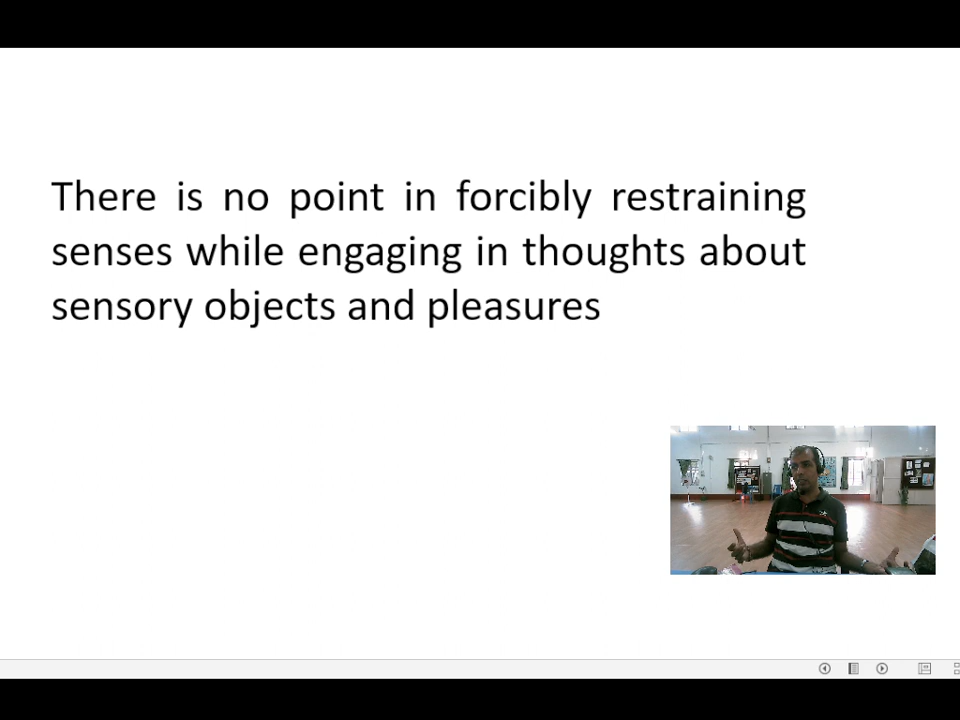 There is no point in forcibly restraining
senses while engaging in thoughts about
sensory objects and pleasures